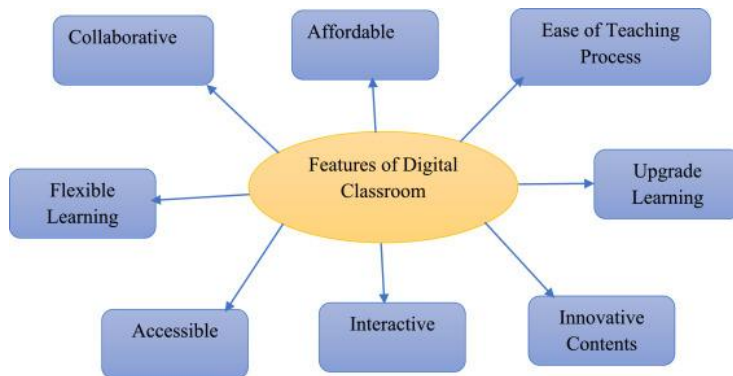 Collaborative
Affordable
Ease of Teaching
Process
Features of Digital
Classroom
Flexible
Learning
Upgrade
Learning
Accessible
Interactive
Innovative
Contents